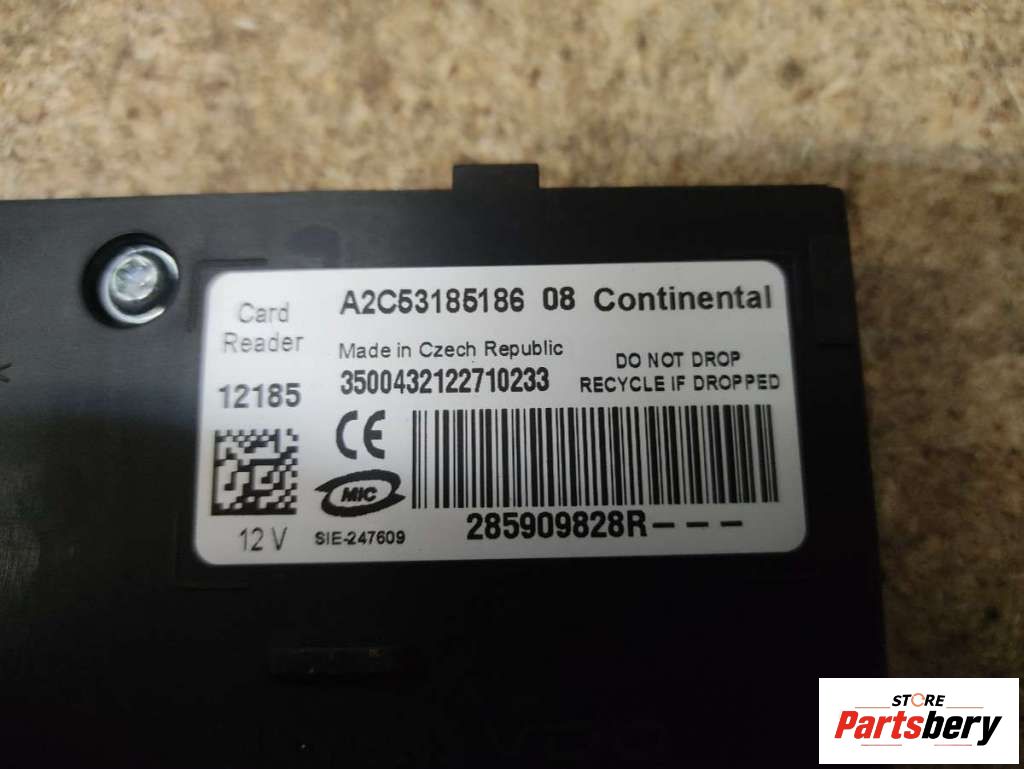 Card
Reader
12185
12 V
A2C53185186 08 Continental
Made in Czech Republic
3500432122710233
DO NOT DROP
RECYCLE IF DROPPED
CE
MIC
SIE-247609
285909828R---
STORE
Partsbery